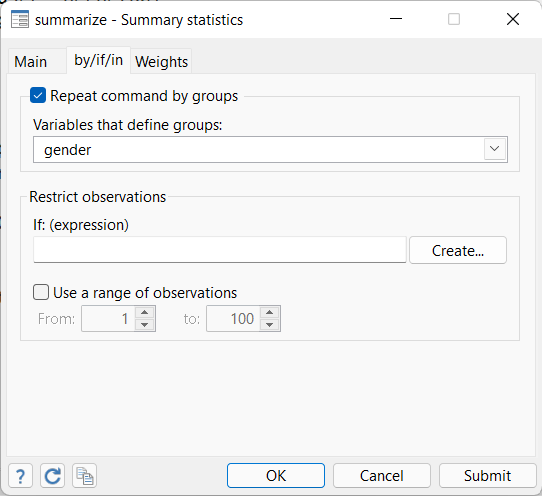 summarize - Summary statistics
Main by/if/in Weights
Repeat command by groups
Variables that define groups:
gender
Restrict observations
If: (expression)
Create...
Use a range of observations
From: 1 to: 100
? OK Cancel Submit